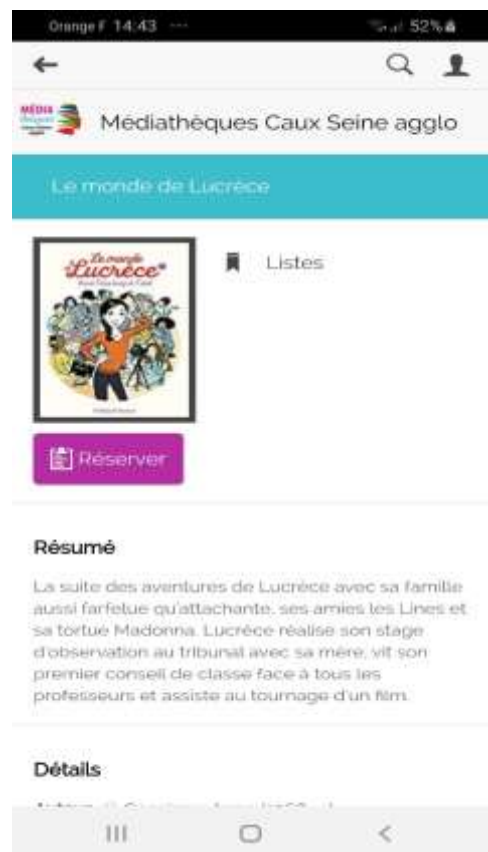 Orange F 14:43 ···
52%
Médiathèques Caux Seine agglo
Le monde de Lucrèce
Le monde
Lucrèce
Listes
Réserver
Résumé
La suite des aventures de Lucrèce avec sa famille
aussi farfelue qu'attachante, ses amies les Lines et
sa tortue Madonna. Lucrèce réalise son stage
d'observation au tribunal avec sa mère, vit son
premier conseil de classe face à tous les
professeurs et assiste au tournage d'un film.
Détails